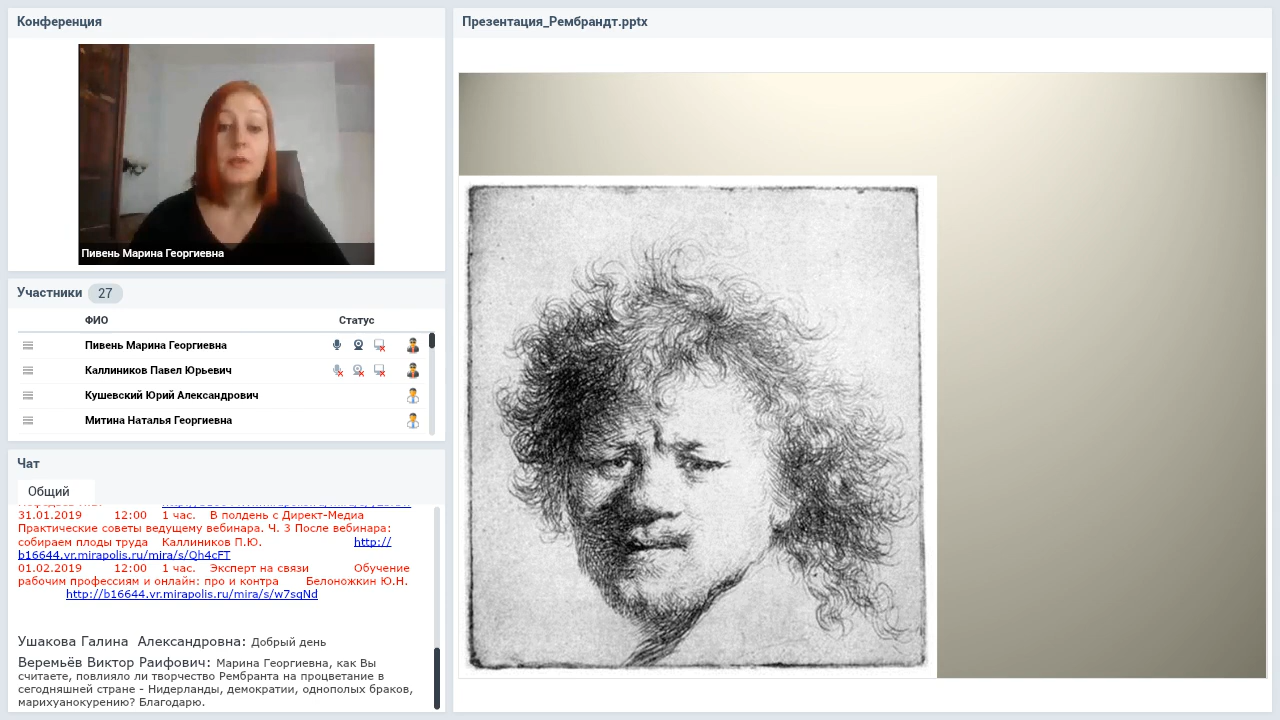 Конференция
Пивень Марина Георгиевна
Участники 27
ФИО Статус
Пивень Марина Георгиевна
Каллиников Павел Юрьевич
Кушевский Юрий Александрович
Митина Наталья Георгиевна
Чат
Общий
31.01.2019 12:00 1 час. В полдень с Директ-Медиа
Практические советы ведущему вебинара. Ч. 3 После вебинара:
собираем плоды труда Каллиников П.Ю. http://
b16644.vr.mirapolis.ru/mira/s/Qh4cFT
01.02.2019 12:00 1 час. Эксперт на связи Обучение
рабочим профессиям и онлайн: про и контра Белоножкин Ю.Н.
http://b16644.vr.mirapolis.ru/mira/s/w7sqNd
Ушакова Галина Александровна: Добрый день
Веремьёв Виктор Раифович: Марина Георгиевна, как Вы
считаете, повлияло ли творчество Рембранта на процветание в
сегодняшней стране - Нидерланды, демократии, однополых браков,
марихуанокурению? Благодарю.
Презентация_Рембрандт.pptx